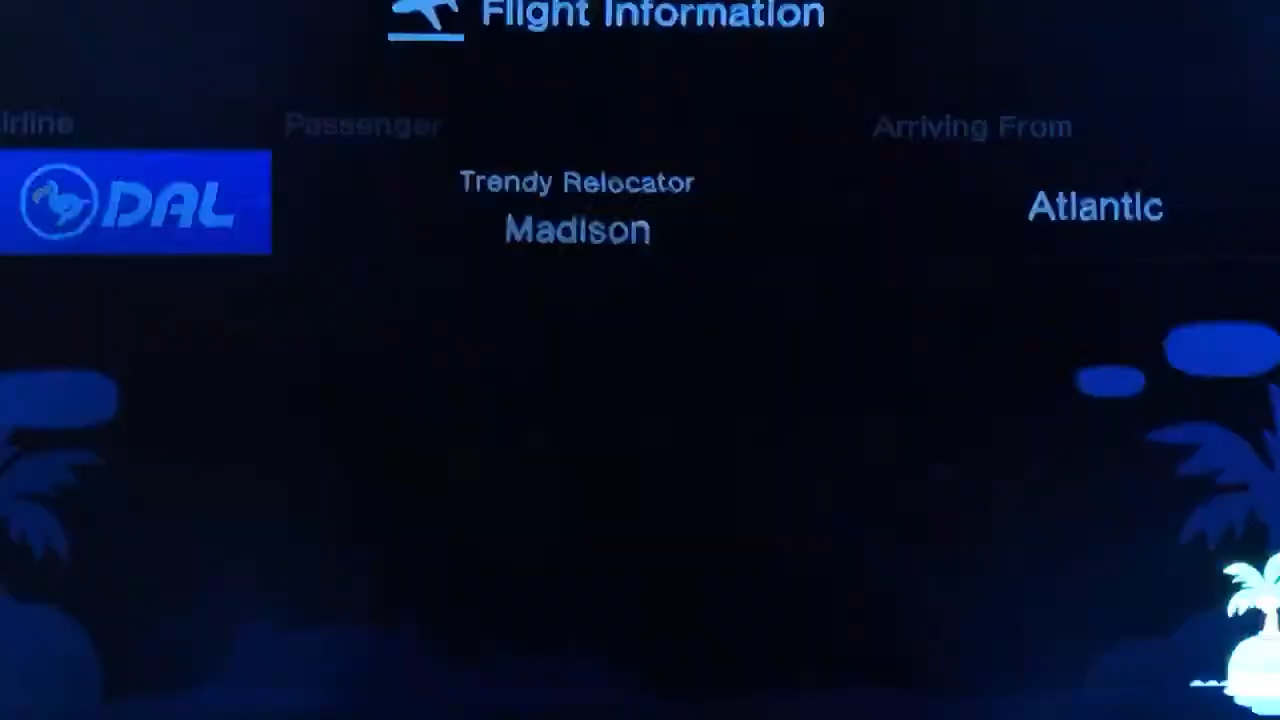 Flight Information
irline
Passenger
Arriving From
DAL
Trendy Relocator
Madison
Atlantic